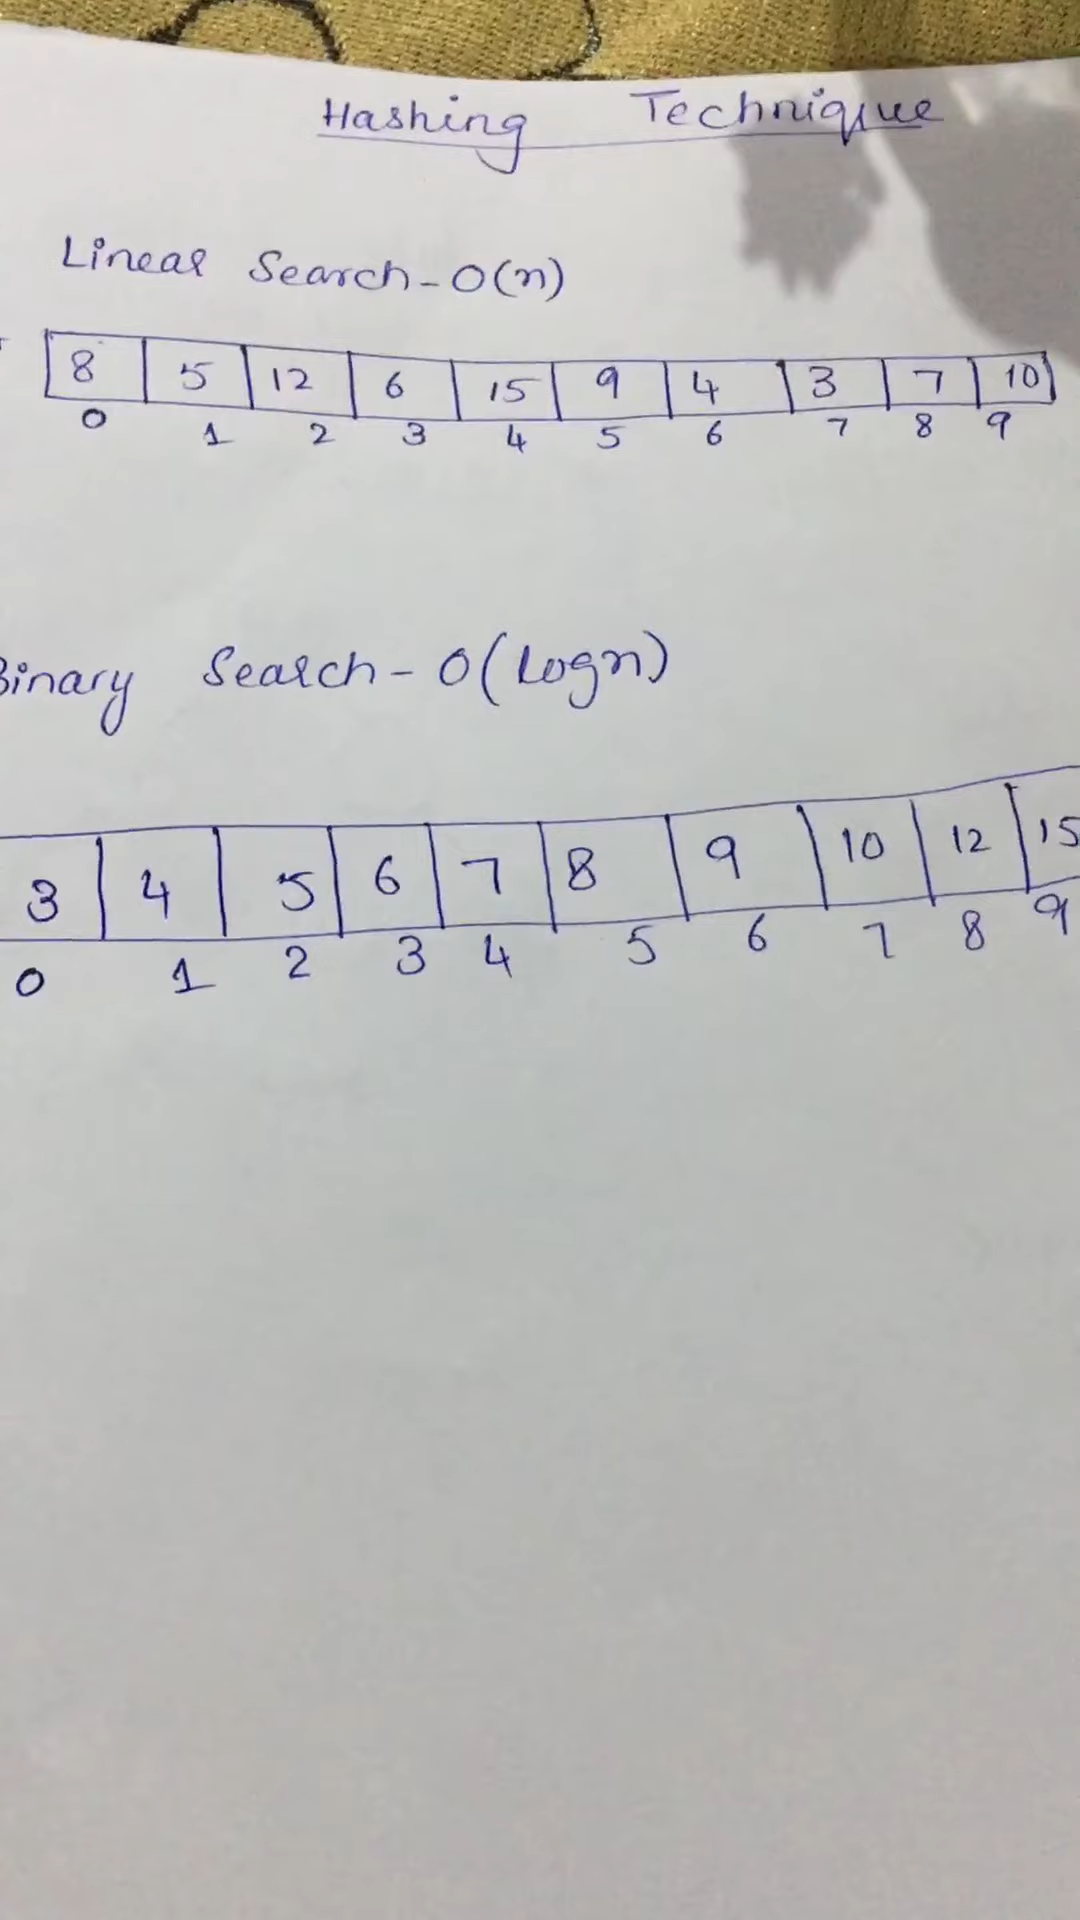 Hashing Technique
Linear Search - O(n)
8 5 12 6 15 9 4 3 7 10
0 1 2 3 4 5 6 7 8 9
Binary Search - O(logn)
3 4 5 6 7 8 9 10 12 15
0 1 2 3 4 5 6 7 8 9